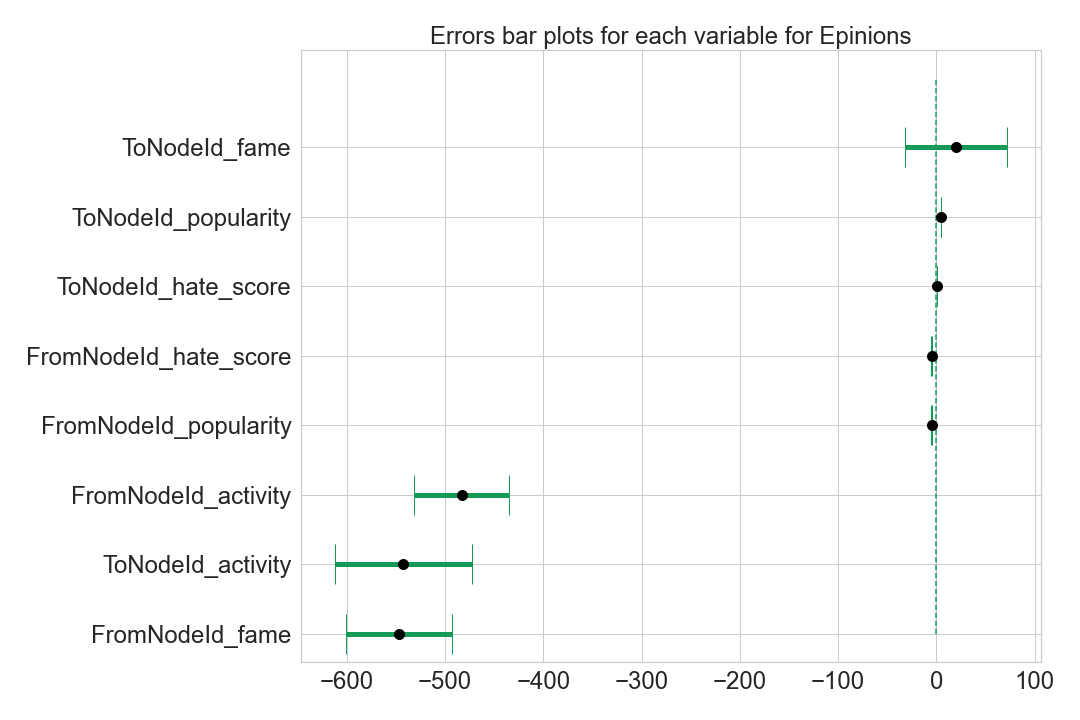 Errors bar plots for each variable for Epinions
ToNodeId_fame
ToNodeId_popularity
ToNodeId_hate_score
FromNodeId_hate_score
FromNodeId_popularity
FromNodeId_activity
ToNodeId_activity
FromNodeId_fame
−600 −500 −400 −300 −200 −100 0 100